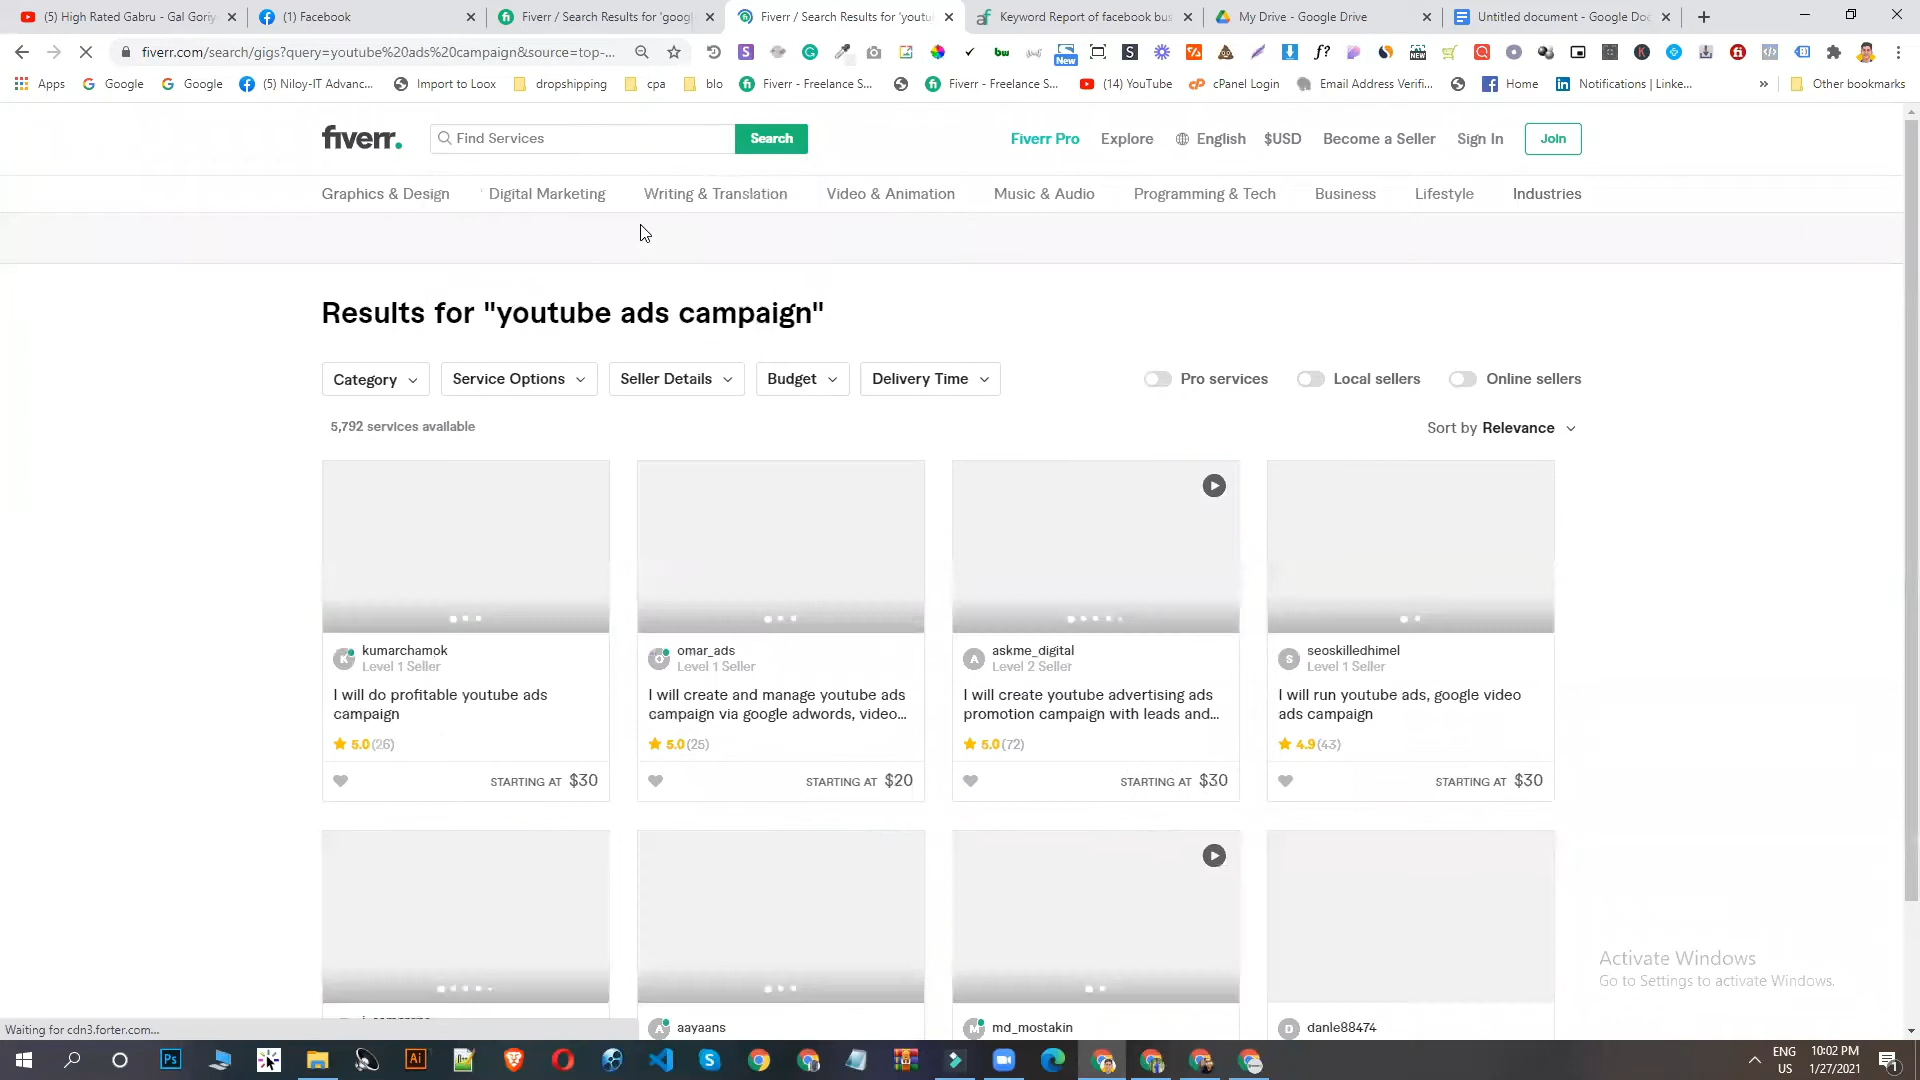 (5) High Rated Gabru - Gal Goriy
(1) Facebook
Fiverr / Search Results for 'goog
Fiverr / Search Results for 'youtu
Keyword Report of facebook bus
My Drive - Google Drive
Untitled document - Google Doc
fiverr.com/search/gigs?query=youtube%20ads%20campaign&source=top-...
New
Apps
Google
Google
(5) Niloy-IT Advanc...
Import to Loox
dropshipping
cpa
blo
Fiverr - Freelance S...
Fiverr - Freelance S...
(14) YouTube
cPanel Login
Email Address Verifi...
Home
Notifications | Linke...
»
Other bookmarks
fiverr.
Find Services
Search
Fiverr Pro
Explore
English
$USD
Become a Seller
Sign In
Join
Graphics & Design
Digital Marketing
Writing & Translation
Video & Animation
Music & Audio
Programming & Tech
Business
Lifestyle
Industries
Results for "youtube ads campaign"
Category
Service Options
Seller Details
Budget
Delivery Time
Pro services
Local sellers
Online sellers
5,792 services available
Sort by Relevance
K
kumarchamok
Level 1 Seller
I will do profitable youtube ads
campaign
5.0 (26)
STARTING AT $30
O
omar_ads
Level 1 Seller
I will create and manage youtube ads
campaign via google adwords, video...
5.0 (25)
STARTING AT $20
A
askme_digital
Level 2 Seller
I will create youtube advertising ads
promotion campaign with leads and...
5.0 (72)
STARTING AT $30
S
seoskilledhimel
Level 1 Seller
I will run youtube ads, google video
ads campaign
4.9 (43)
STARTING AT $30
A
aayaans
M
md_mostakin
D
danle88474
Activate Windows
Go to Settings to activate Windows.
Waiting for cdn3.forter.com...
Ps
Ai
ENG
US
10:02 PM
1/27/2021
1